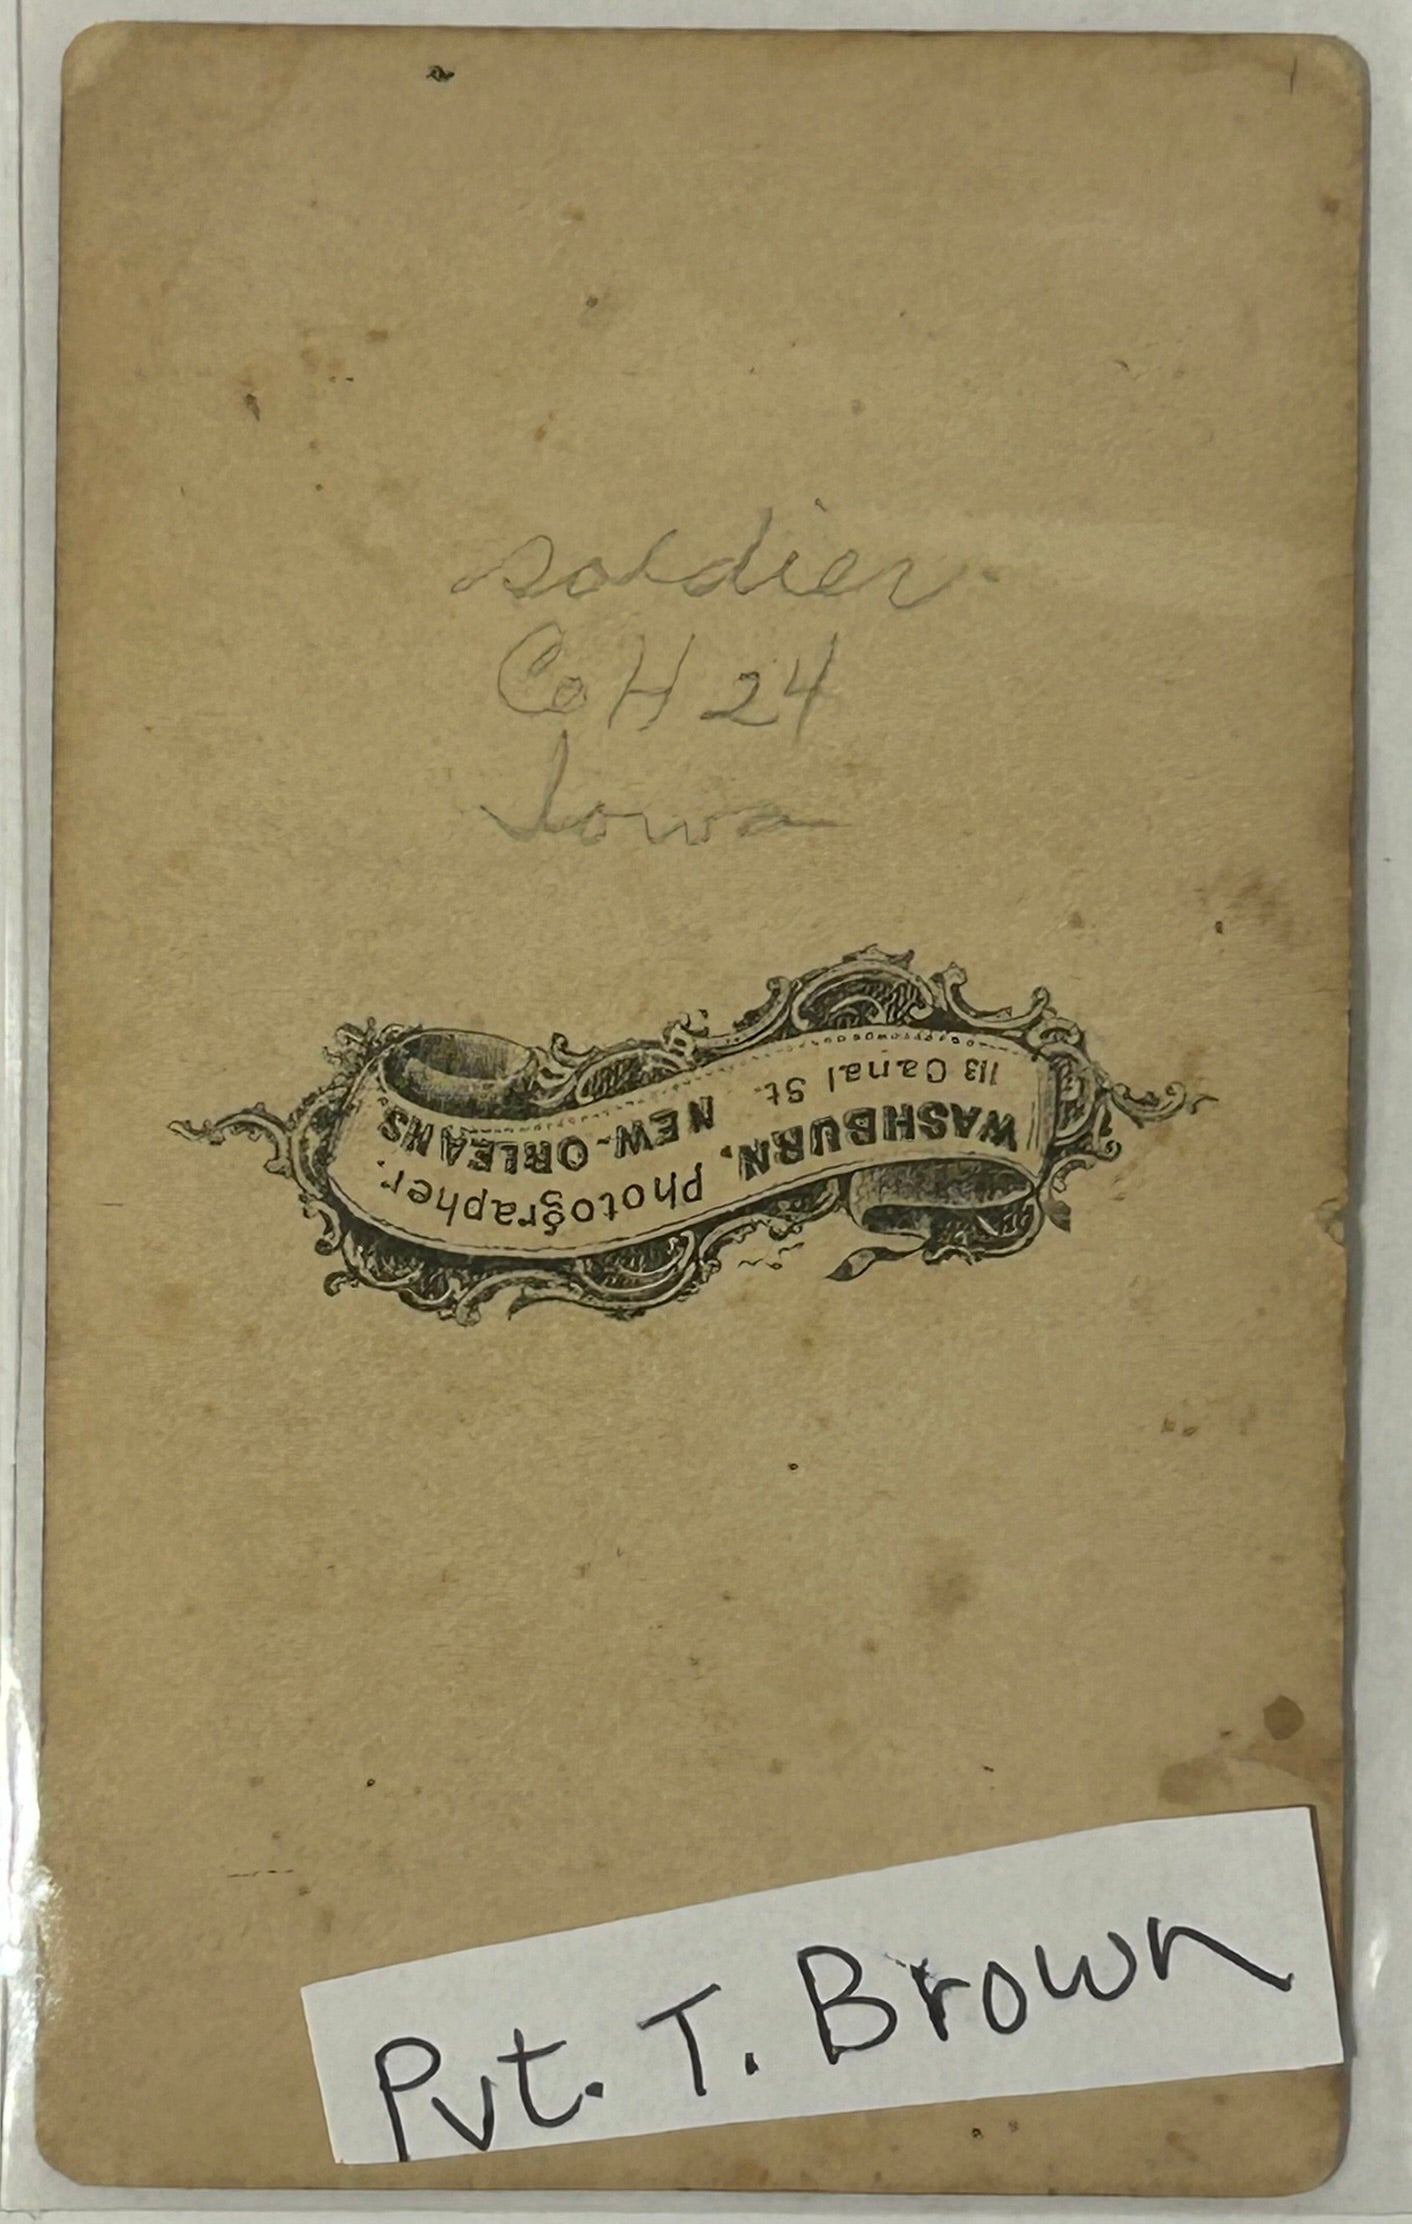 soldier.
Co H 24
Iowa
113 Canal St.
WASHBURN, NEW-ORLEANS
Photographer.
Pvt. T. Brown